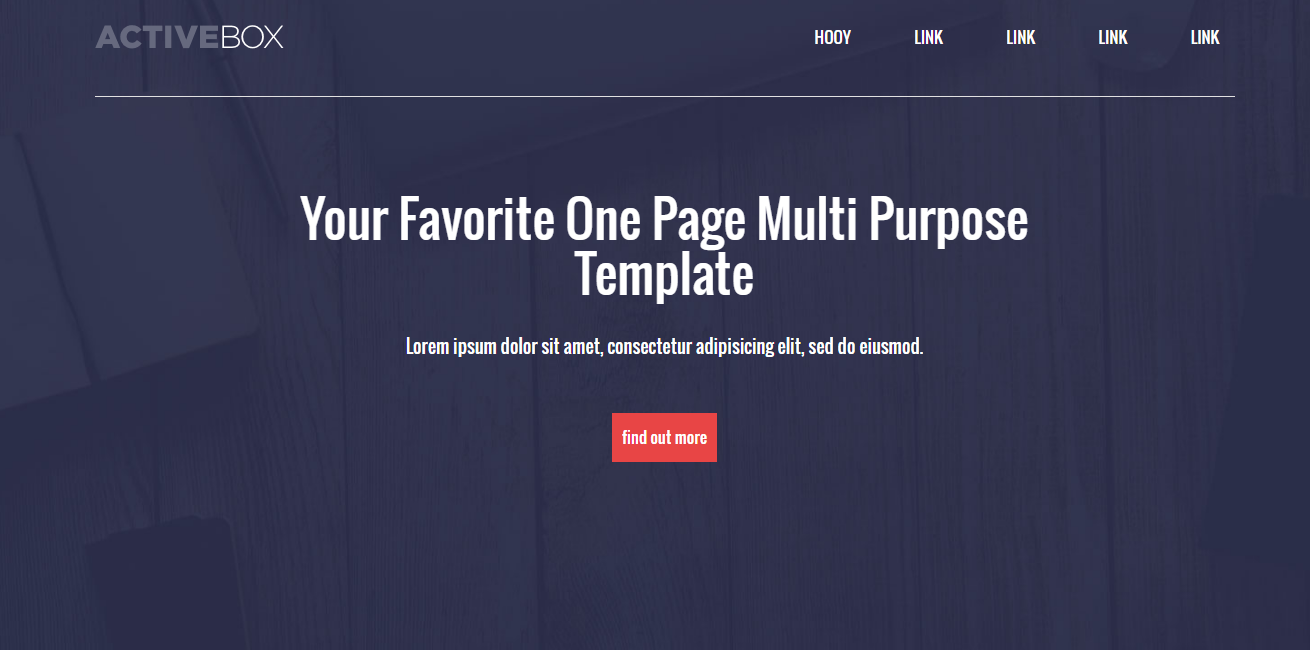 ACTIVEBOX
HOOY LINK LINK LINK LINK
Your Favorite One Page Multi Purpose
Template
Lorem ipsum dolor sit amet, consectetur adipisicing elit, sed do eiusmod.
find out more